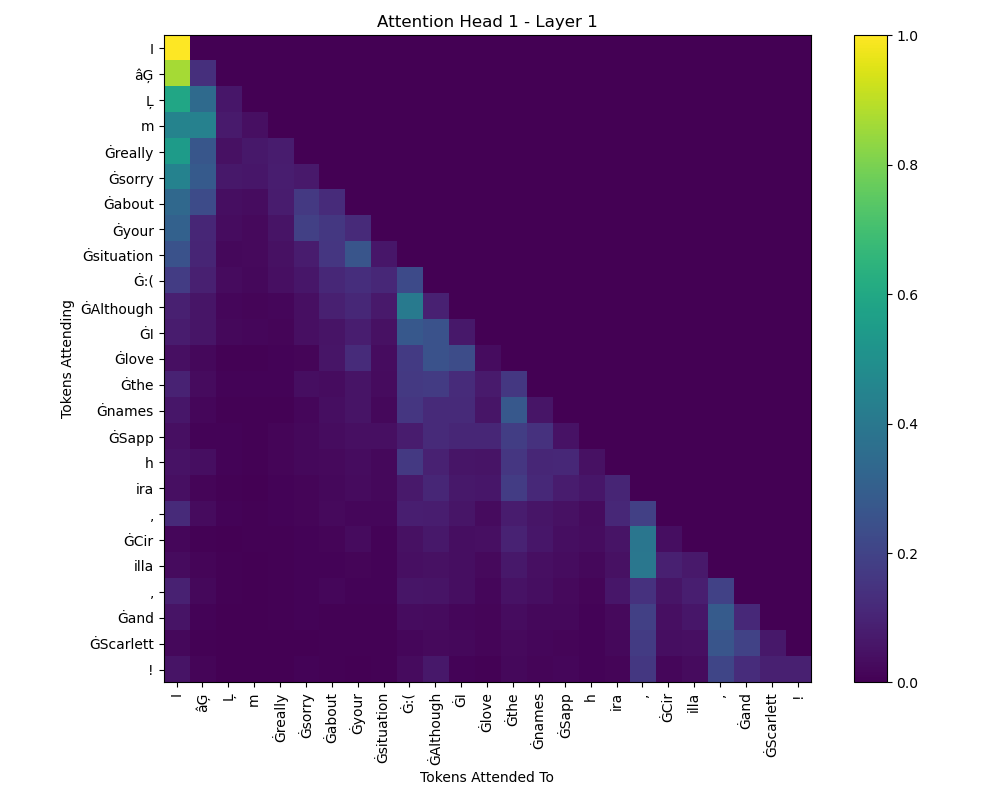 Attention Head 1 - Layer 1
I
âĢ
Ļ
m
Ġreally
Ġsorry
Ġabout
Ġyour
Ġsituation
Ġ:(
ĠAlthough
ĠI
Ġlove
Ġthe
Ġnames
ĠSapp
h
ira
,
ĠCir
illa
,
Ġand
ĠScarlett
!
Tokens Attending
I
âĢ
Ļ
m
Ġreally
Ġsorry
Ġabout
Ġyour
Ġsituation
Ġ:(
ĠAlthough
ĠI
Ġlove
Ġthe
Ġnames
ĠSapp
h
ira
,
ĠCir
illa
,
Ġand
ĠScarlett
!
Tokens Attended To
1.0
0.8
0.6
0.4
0.2
0.0